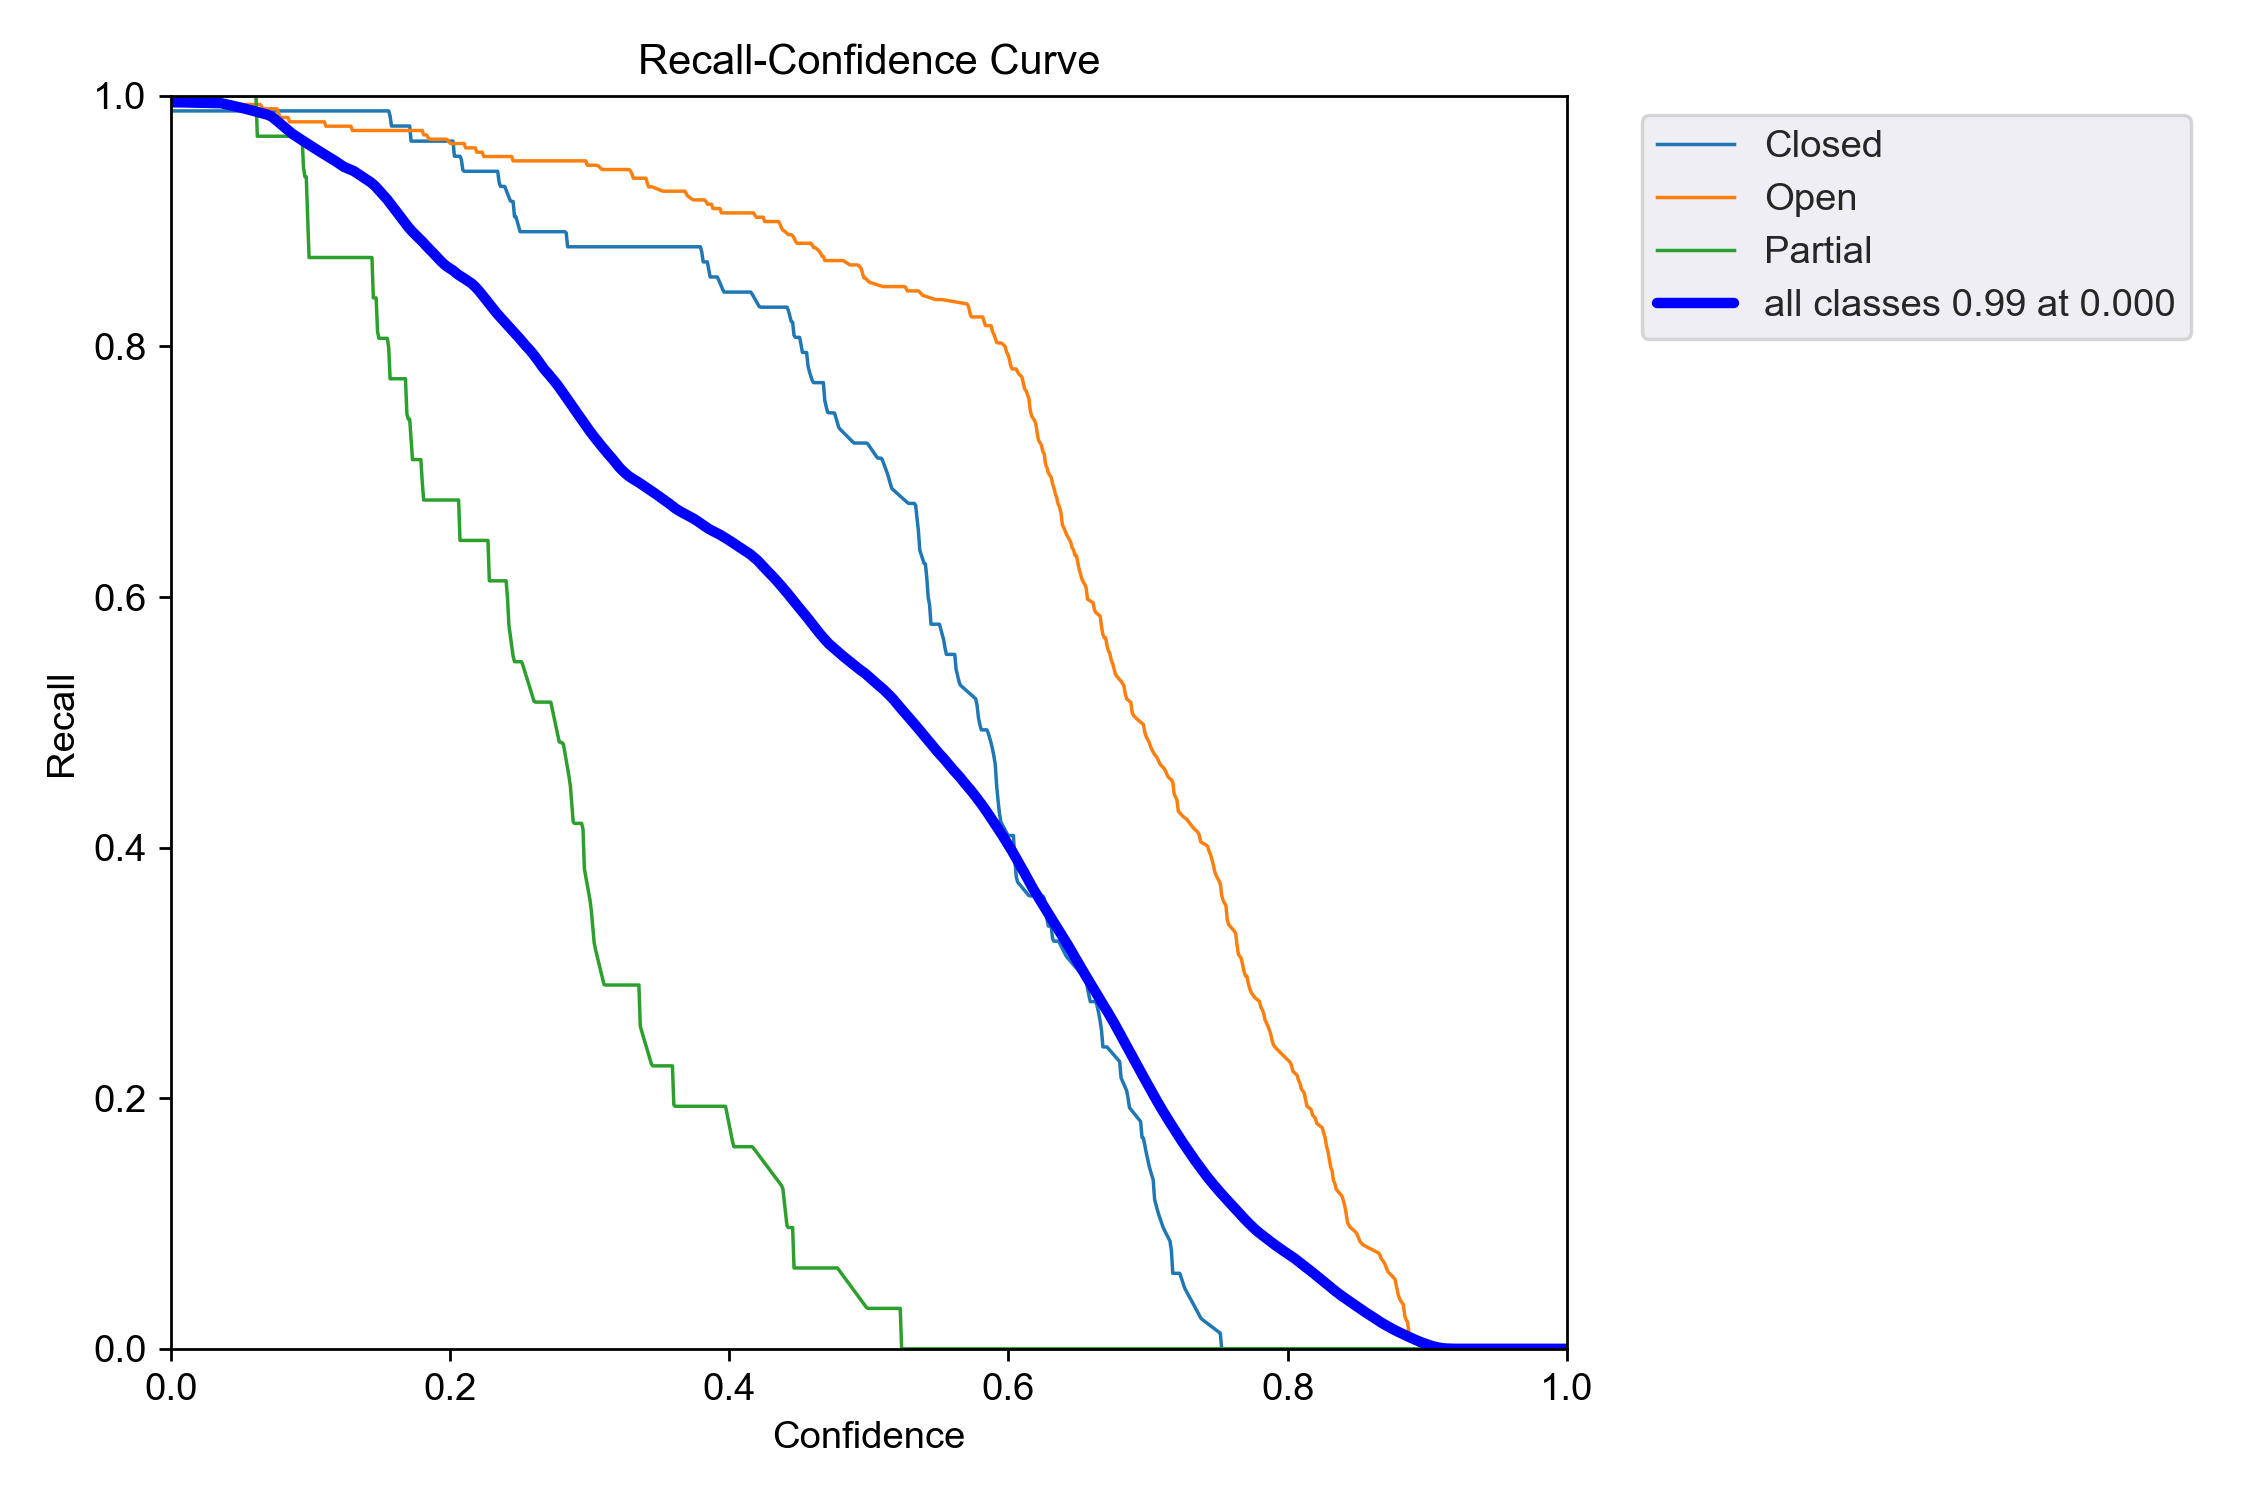 Recall-Confidence Curve
1.0
0.8
0.6
0.4
0.2
0.0
Recall
0.0 0.2 0.4 0.6 0.8 1.0
Confidence
Closed
Open
Partial
all classes 0.99 at 0.000